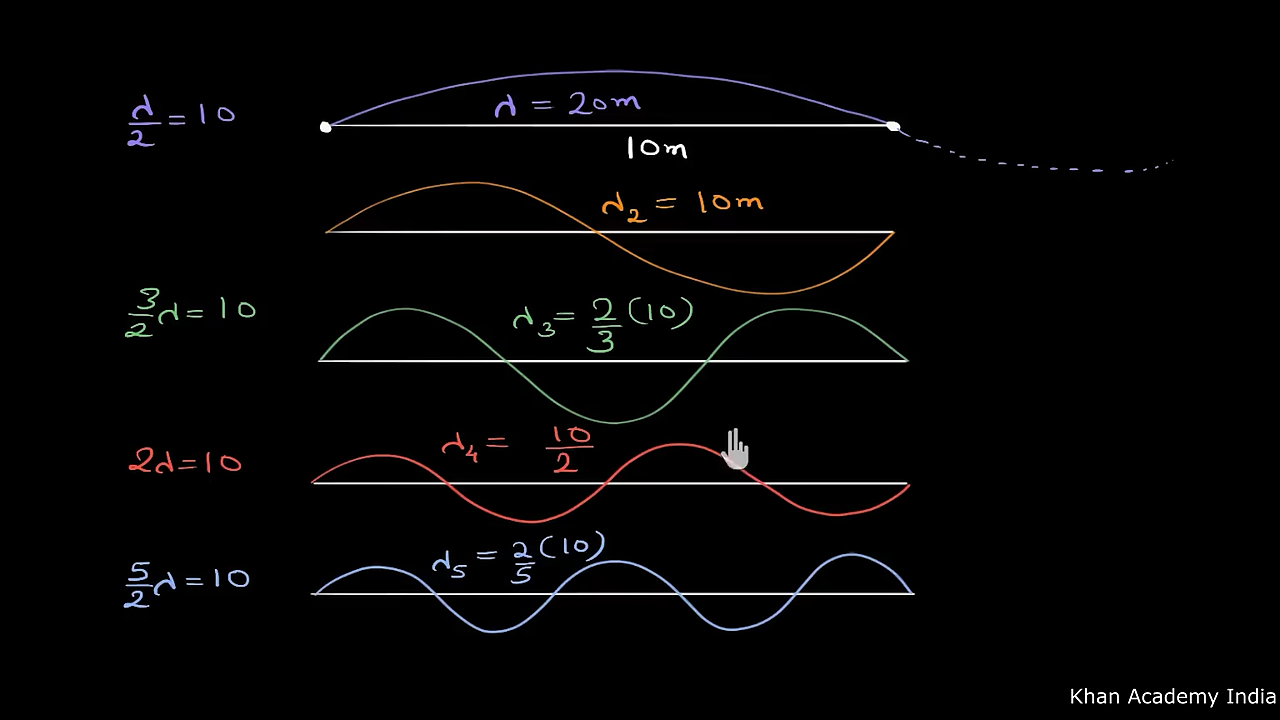 λ/2 = 10
λ = 20m
10m
λ₂ = 10m
3/2 λ = 10
λ₃ = 2/3 (10)
2λ = 10
λ₄ = 10/2
5/2 λ = 10
λ₅ = 2/5 (10)
Khan Academy India